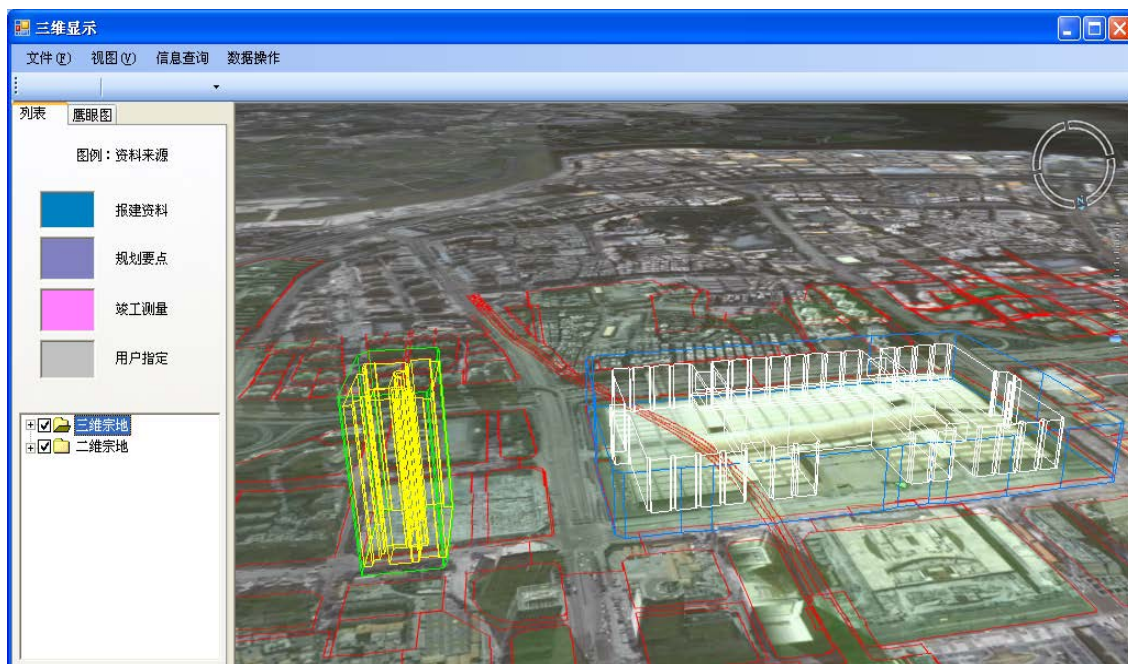 三维显示
文件(F) 视图(V) 信息查询 数据操作
列表 鹰眼图
图例：资料来源
报建资料
规划要点
竣工测量
用户指定
三维宗地
二维宗地
N